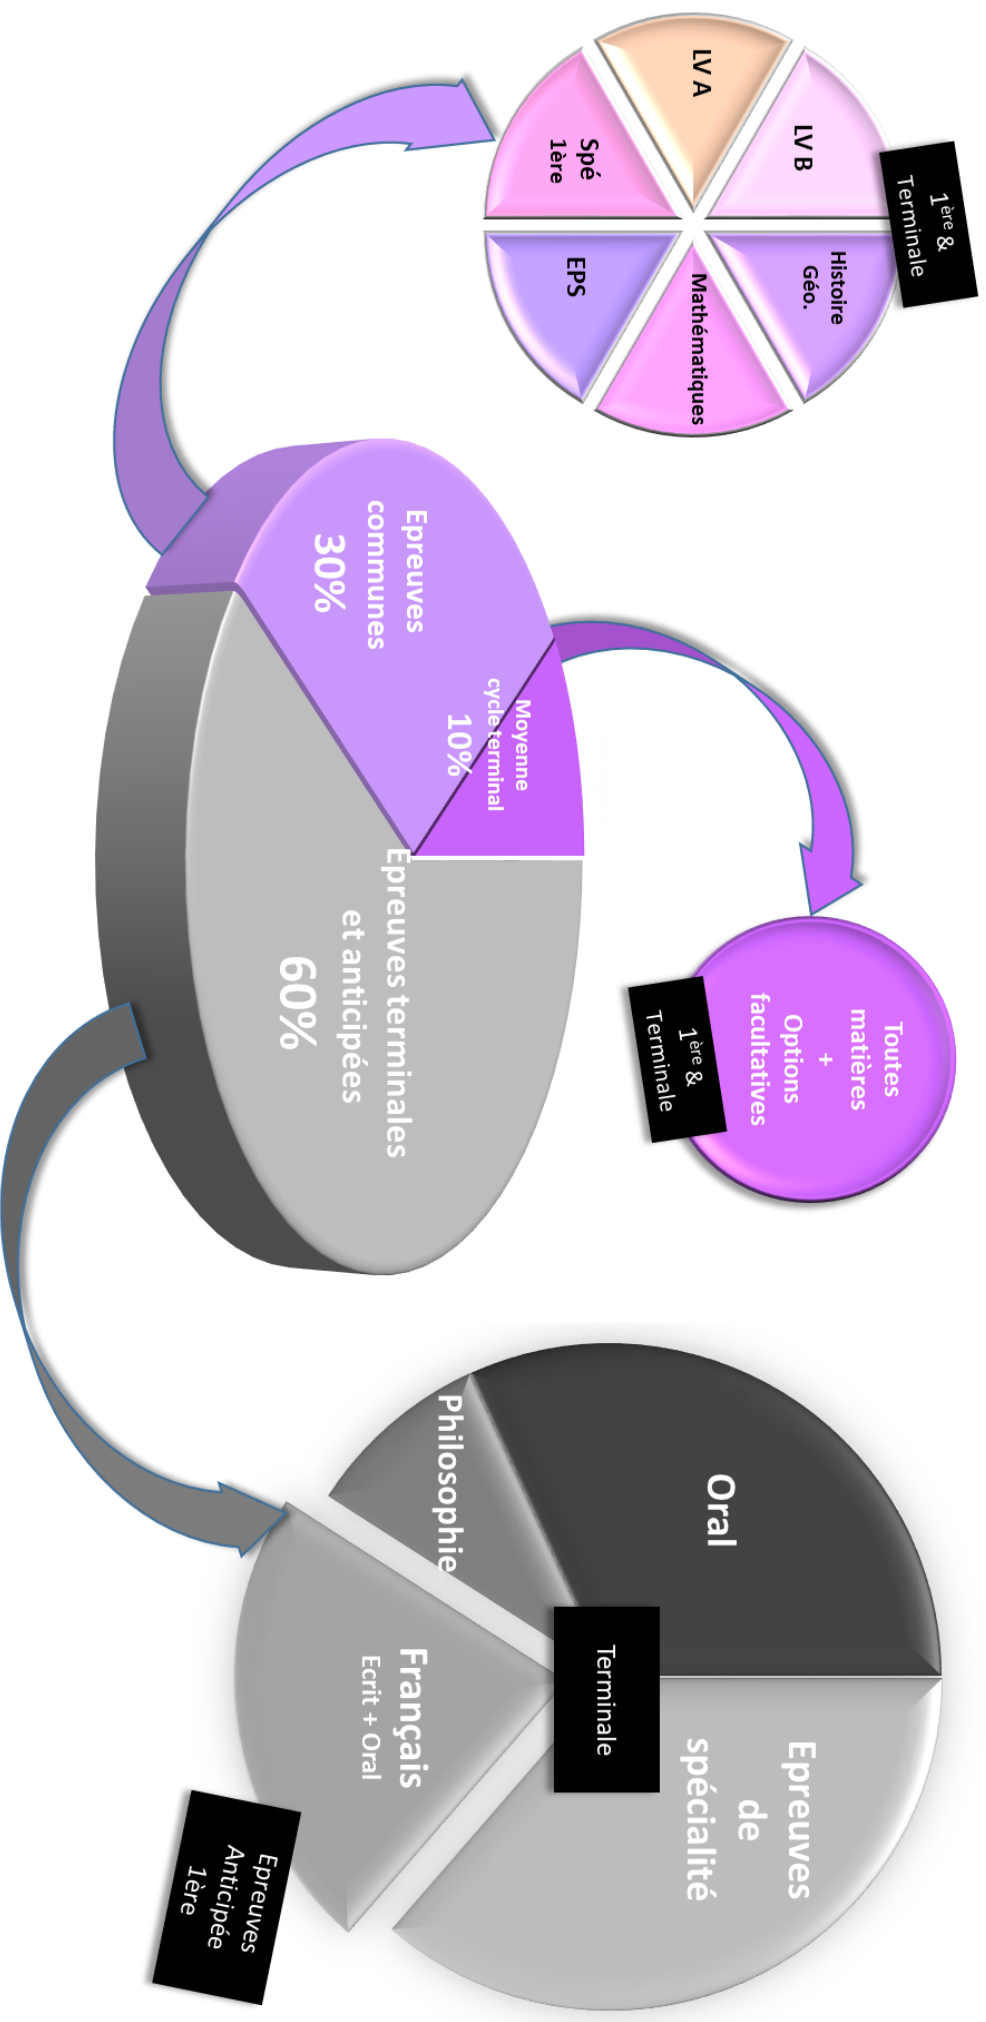 1ère &
Terminale
LV B
LV A
Spé
1ère
Histoire
Géo.
Mathématiques
EPS
Epreuves
communes
30%
Moyenne
cycle terminal
10%
Epreuves terminales
et anticipées
60%
Toutes
matières
+
Options
facultatives
1ère &
Terminale
Oral
Philosophie
Terminale
Epreuves
de
spécialité
Français
Ecrit + Oral
Epreuves
Anticipée
1ère